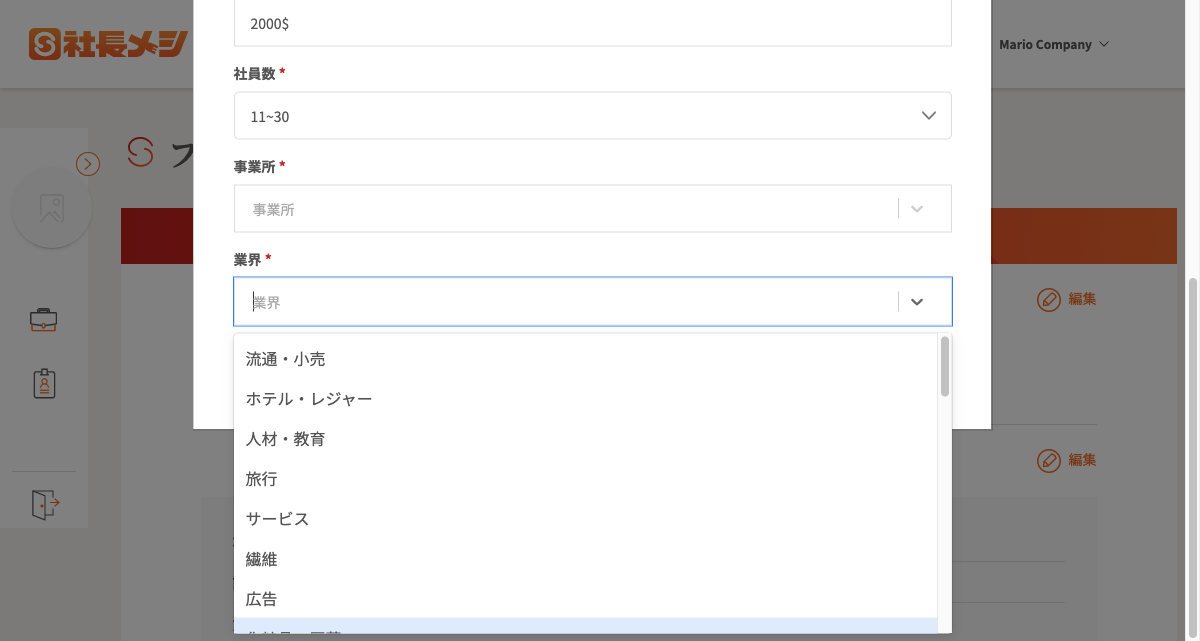 社長メシ
2000$
Mario Company
社員数 *
11~30
事業所 *
事業所
業界 *
業界
編集
流通・小売
ホテル・レジャー
人材・教育
編集
旅行
サービス
繊維
広告